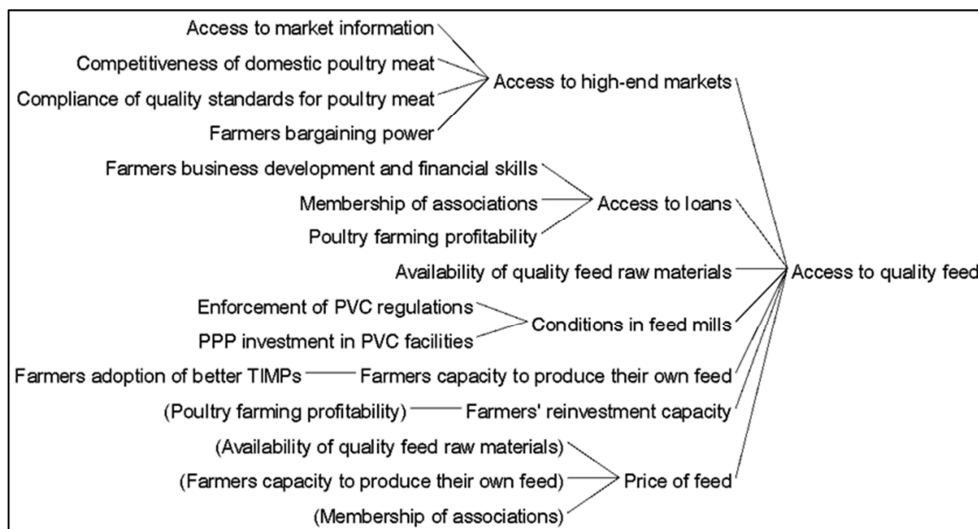 Access to market information
Competitiveness of domestic poultry meat
Access to high-end markets
Compliance of quality standards for poultry meat
Farmers bargaining power
Farmers business development and financial skills
Membership of associations
Access to loans
Poultry farming profitability
Availability of quality feed raw materials
Access to quality feed
Enforcement of PVC regulations
Conditions in feed mills
PPP investment in PVC facilities
Farmers adoption of better TIMPs
Farmers capacity to produce their own feed
(Poultry farming profitability)
Farmers' reinvestment capacity
(Availability of quality feed raw materials)
(Farmers capacity to produce their own feed)
Price of feed
(Membership of associations)